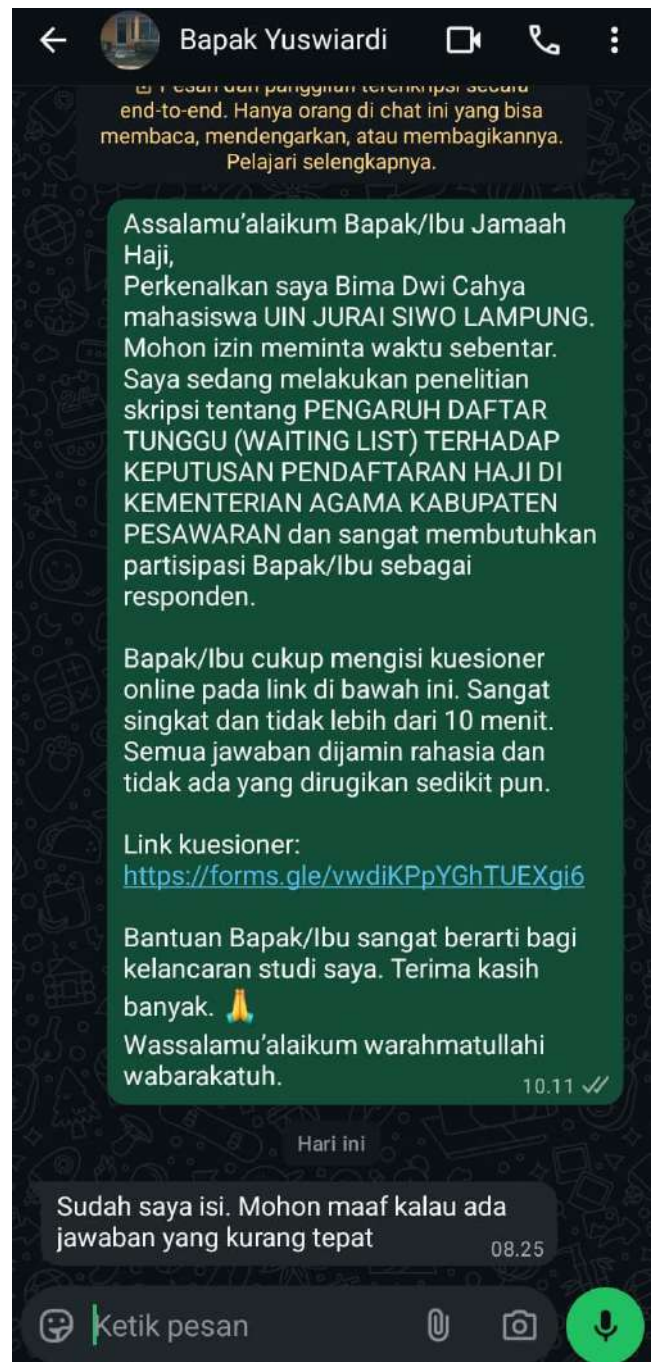 Bapak Yuswiardi
Pesan dan panggilan terenkripsi secara
end-to-end. Hanya orang di chat ini yang bisa
membaca, mendengarkan, atau membagikannya.
Pelajari selengkapnya.
Assalamu'alaikum Bapak/Ibu Jamaah
Haji,
Perkenalkan saya Bima Dwi Cahya
mahasiswa UIN JURAI SIWO LAMPUNG.
Mohon izin meminta waktu sebentar.
Saya sedang melakukan penelitian
skripsi tentang PENGARUH DAFTAR
TUNGGU (WAITING LIST) TERHADAP
KEPUTUSAN PENDAFTARAN HAJI DI
KEMENTERIAN AGAMA KABUPATEN
PESAWARAN dan sangat membutuhkan
partisipasi Bapak/Ibu sebagai
responden.
Bapak/Ibu cukup mengisi kuesioner
online pada link di bawah ini. Sangat
singkat dan tidak lebih dari 10 menit.
Semua jawaban dijamin rahasia dan
tidak ada yang dirugikan sedikit pun.
Link kuesioner:
https://forms.gle/vwdiKPpYGhTUEXgi6
Bantuan Bapak/Ibu sangat berarti bagi
kelancaran studi saya. Terima kasih
banyak. 🙏
Wassalamu'alaikum warahmatullahi
wabarakatuh.
10.11
Hari ini
Sudah saya isi. Mohon maaf kalau ada
jawaban yang kurang tepat
08.25
Ketik pesan